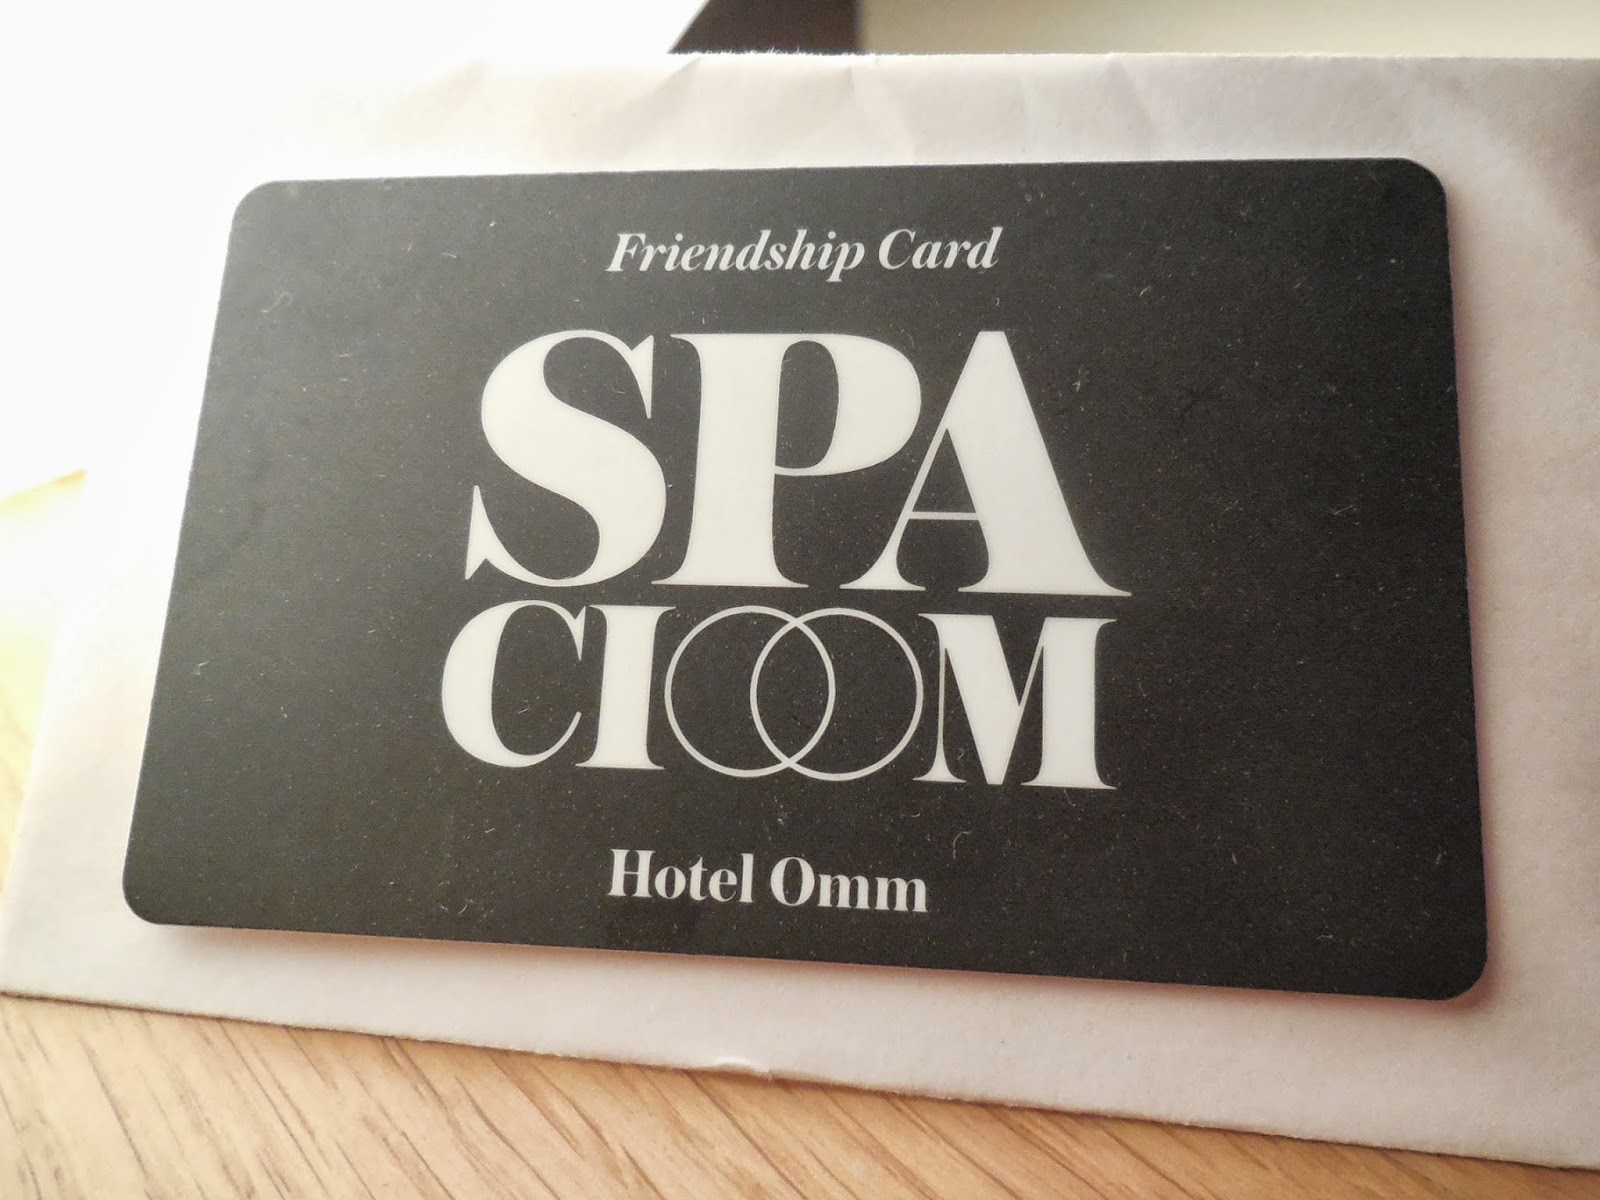 Friendship Card
SPA
CIOOM
Hotel Omm